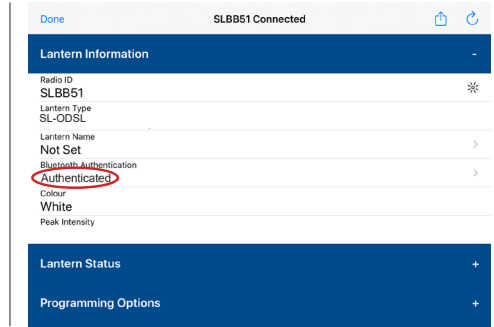 Done SLBB51 Connected
Lantern Information -
Radio ID
SLBB51
Lantern Type
SL-ODSL
Lantern Name
Not Set
Bluetooth Authentication
Authenticated
Colour
White
Peak Intensity
Lantern Status +
Programming Options +